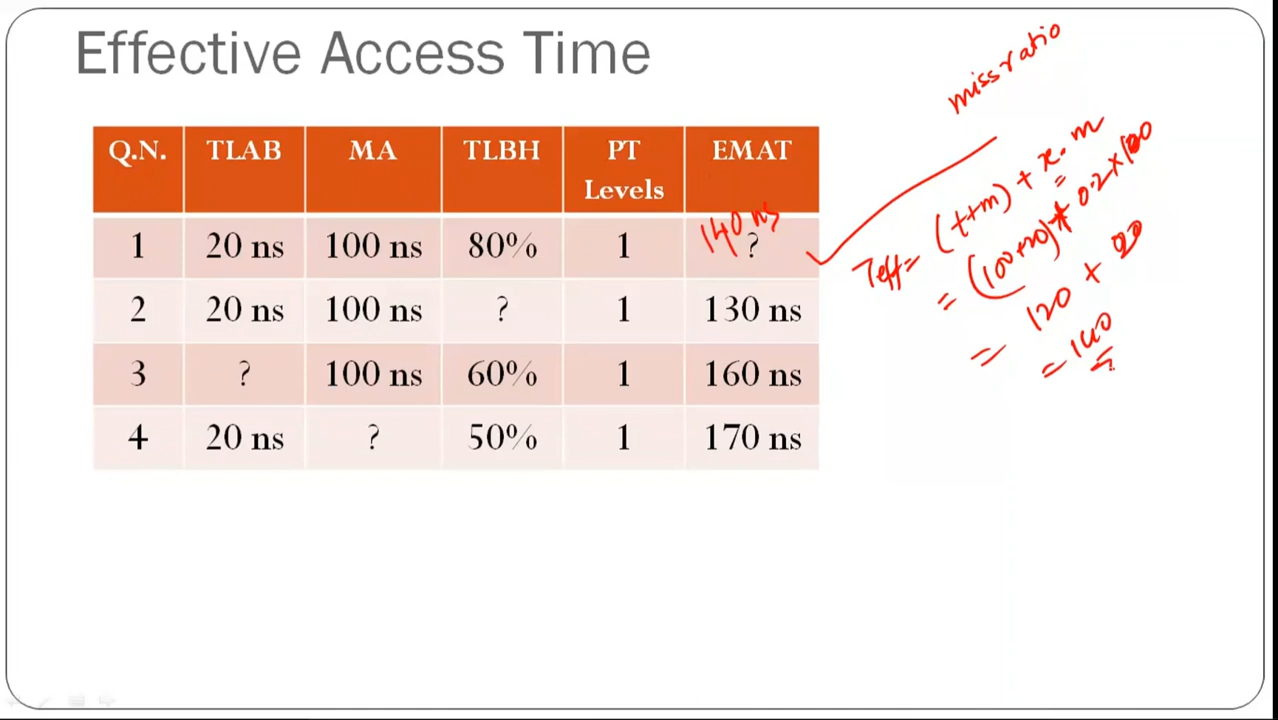 Effective Access Time
Q.N. TLAB MA TLBH PT Levels EMAT
1 20 ns 100 ns 80% 1 140 ns ?
2 20 ns 100 ns ? 1 130 ns
3 ? 100 ns 60% 1 160 ns
4 20 ns ? 50% 1 170 ns
miss ratio
Teff = (t+m) + x.m
= (100+20)+ 0.2×100
= 120 + 20
= 140